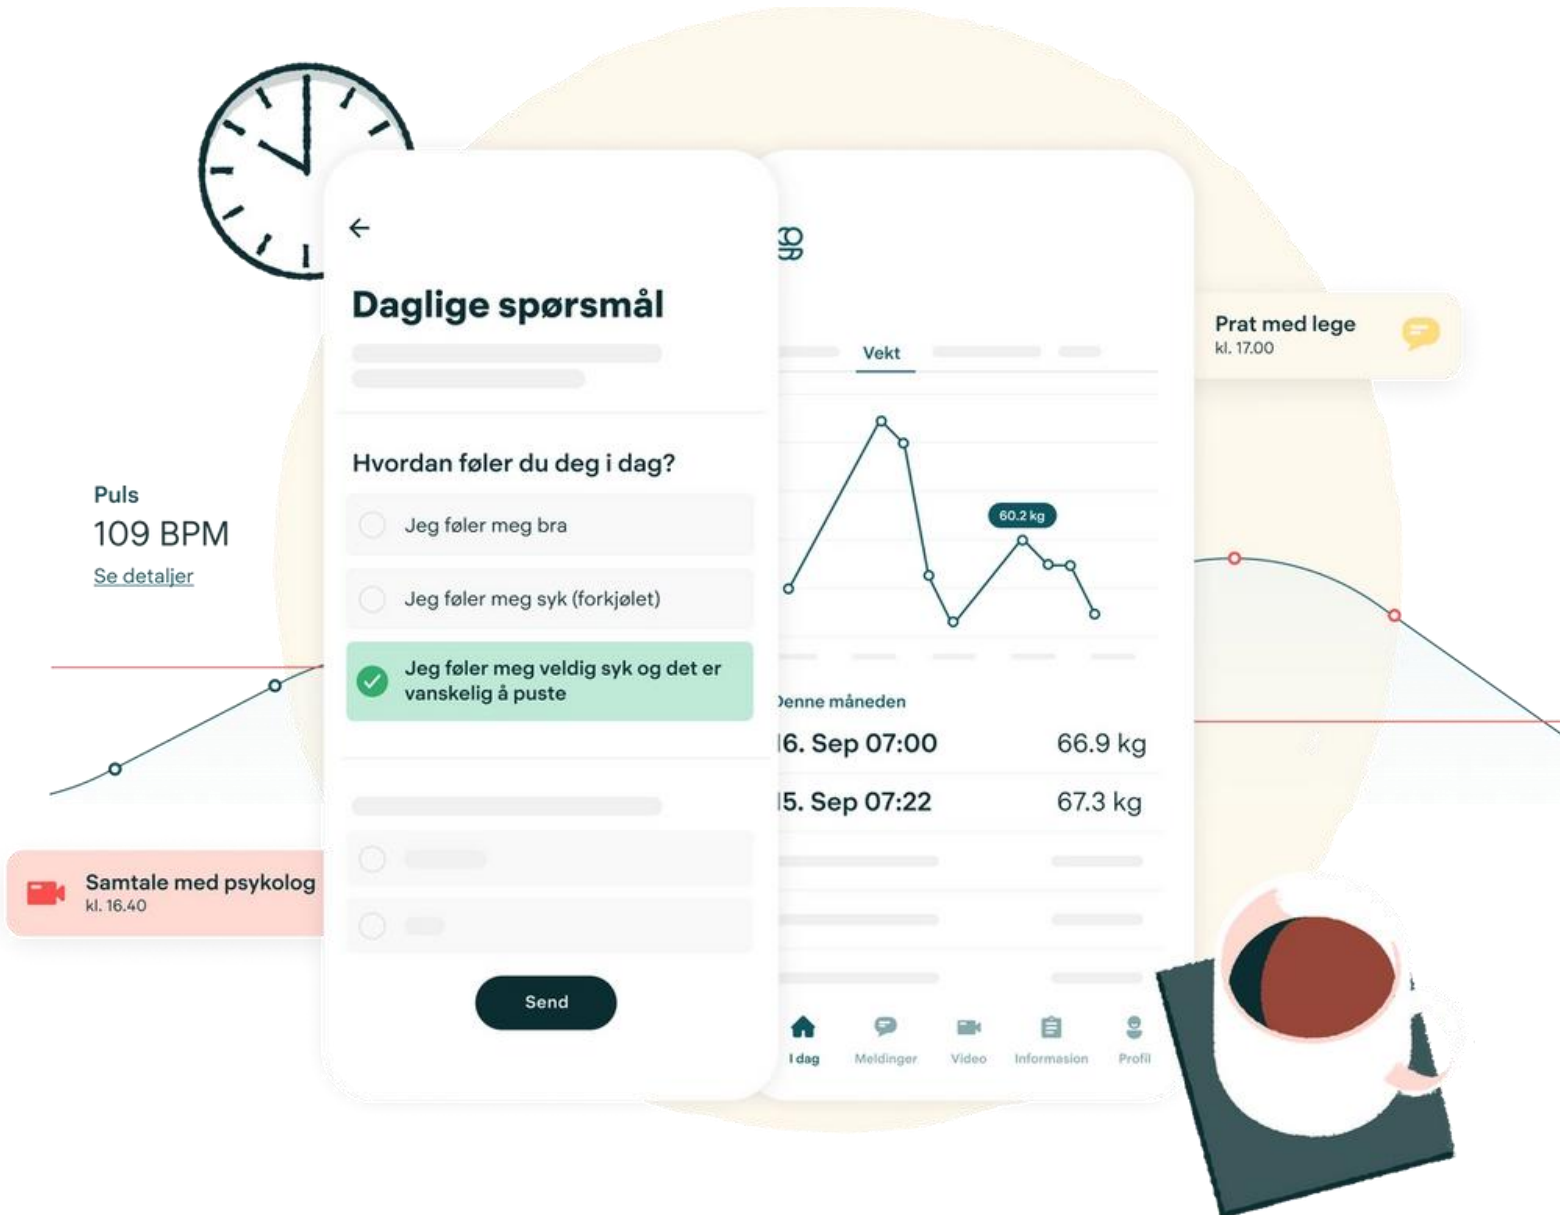 Daglige spørsmål
Hvordan føler du deg i dag?
Jeg føler meg bra
Jeg føler meg syk (forkjølet)
Jeg føler meg veldig syk og det er
vanskelig å puste
Send
Puls
109 BPM
Se detaljer
Samtale med psykolog
kl. 16.40
Vekt
60.2 kg
Denne måneden
16. Sep 07:00 66.9 kg
15. Sep 07:22 67.3 kg
I dag Meldinger Video Informasion Profil
Prat med lege
kl. 17.00